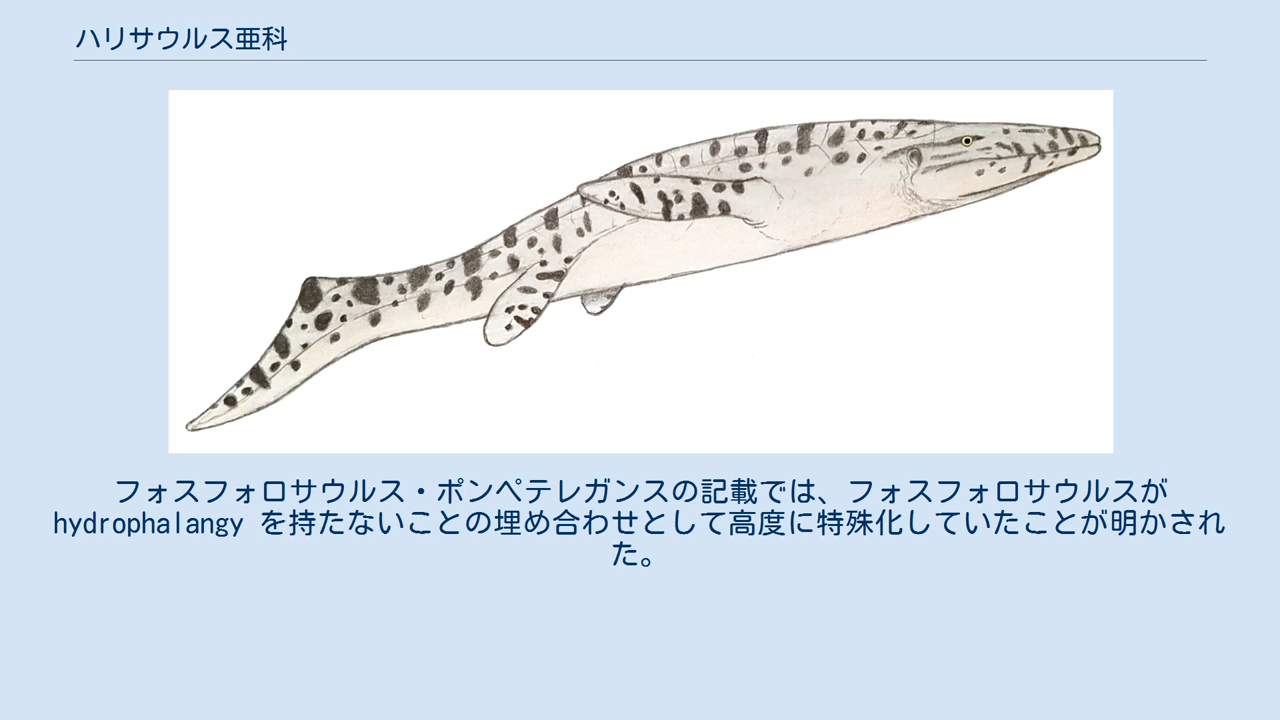 ハリサウルス亜科
フォスフォロサウルス・ポンペテレガンスの記載では、フォスフォロサウルスが
hydrophalangy を持たないことの埋め合わせとして高度に特殊化していたことが明かされ
た。